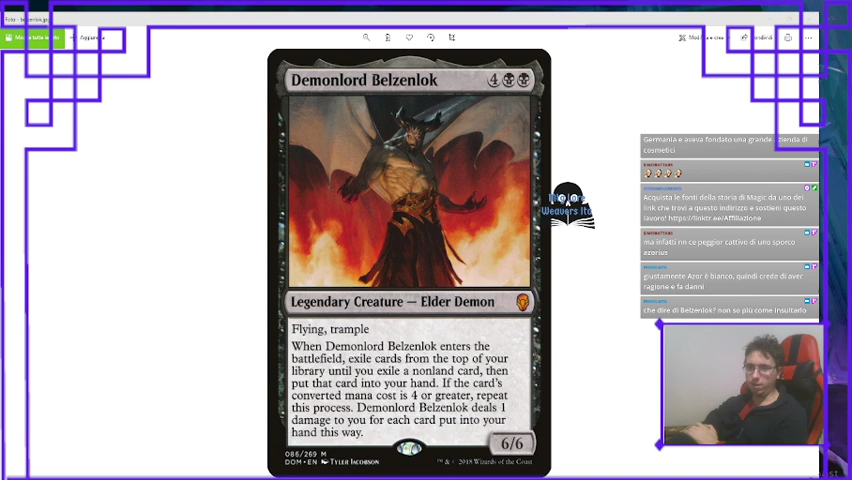 Foto - belzenlok.jpg
Aggiungi a
Demonlord Belzenlok 4
Legendary Creature — Elder Demon
Flying, trample
When Demonlord Belzenlok enters the
battlefield, exile cards from the top of your
library until you exile a nonland card, then
put that card into your hand. If the card's
converted mana cost is 4 or greater, repeat
this process. Demonlord Belzenlok deals 1
damage to you for each card put into your
hand this way.
6/6
086/269 M
DOM • EN TYLER JACOBSON
™ & © 2018 Wizards of the Coast
Weavers Ita
Germania e aveva fondato una grande azienda di
cosmetici
Acquista le fonti della storia di Magic da uno dei
link che trovi a questo indirizzo e sostieni questo
lavoro! https://linktr.ee/Affiliazione
ma infatti nn ce peggior cattivo di uno sporco
azorius
giustamente Azor è bianco, quindi crede di aver
ragione e fa danni
che dire di Belzenlok? non so più come insultarlo